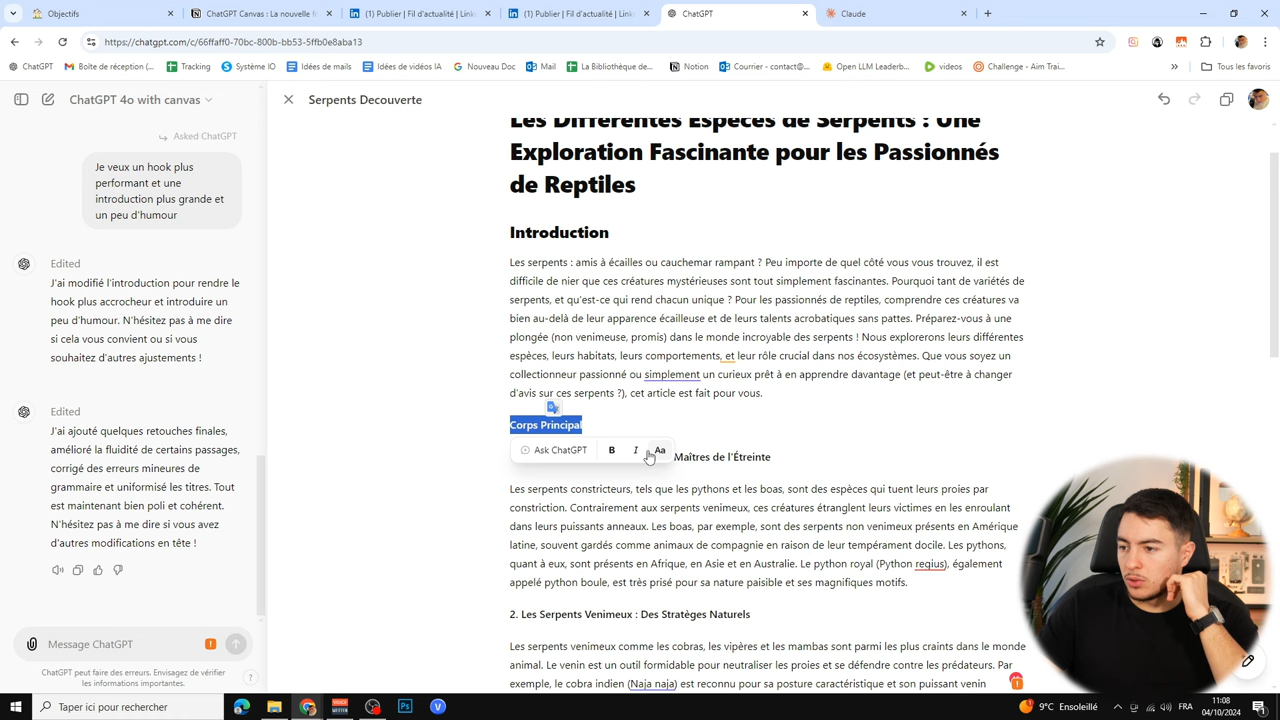 Objectifs
ChatGPT Canvas : La nouvelle f
(1) Publier | Fil d'actualité | Link
(1) Publier | Fil d'actualité | Link
ChatGPT
Claude
https://chatgpt.com/c/66ffaff0-70bc-800b-bb53-5ffb0e8aba13
ChatGPT
Boîte de réception (...
Tracking
Système IO
Idées de mails
Idées de vidéos IA
Nouveau Doc
Mail
La Bibliothèque de...
Notion
Courrier - contact@...
Open LLM Leaderb...
videos
Challenge - Aim Trai...
»
Tous les favoris
ChatGPT 4o with canvas
Serpents Decouverte
Asked ChatGPT
Je veux un hook plus
performant et une
introduction plus grande et
un peu d'humour
Edited
J'ai modifié l'introduction pour rendre le
hook plus accrocheur et introduire un
peu d'humour. N'hésitez pas à me dire
si cela vous convient ou si vous
souhaitez d'autres ajustements !
Edited
J'ai ajouté quelques retouches finales,
amélioré la fluidité de certains passages,
corrigé des erreurs mineures de
grammaire et uniformisé les titres. Tout
est maintenant bien poli et cohérent.
N'hésitez pas à me dire si vous avez
d'autres modifications en tête !
Message ChatGPT
ChatGPT peut faire des erreurs. Envisagez de vérifier
les informations importantes.
?
Les Différentes Espèces de Serpents : Une
Exploration Fascinante pour les Passionnés
de Reptiles
Introduction
Les serpents : amis à écailles ou cauchemar rampant ? Peu importe de quel côté vous vous trouvez, il est
difficile de nier que ces créatures mystérieuses sont tout simplement fascinantes. Pourquoi tant de variétés de
serpents, et qu'est-ce qui rend chacun unique ? Pour les passionnés de reptiles, comprendre ces créatures va
bien au-delà de leur apparence écailleuse et de leurs talents acrobatiques sans pattes. Préparez-vous à une
plongée (non venimeuse, promis) dans le monde incroyable des serpents ! Nous explorerons leurs différentes
espèces, leurs habitats, leurs comportements, et leur rôle crucial dans nos écosystèmes. Que vous soyez un
collectionneur passionné ou simplement un curieux prêt à en apprendre davantage (et peut-être à changer
d'avis sur ces serpents ?), cet article est fait pour vous.
Corps Principal
Ask ChatGPT B I Aa
Maîtres de l'Étreinte
Les serpents constricteurs, tels que les pythons et les boas, sont des espèces qui tuent leurs proies par
constriction. Contrairement aux serpents venimeux, ces créatures étranglent leurs victimes en les enroulant
dans leurs puissants anneaux. Les boas, par exemple, sont des serpents non venimeux présents en Amérique
latine, souvent gardés comme animaux de compagnie en raison de leur tempérament docile. Les pythons,
quant à eux, sont présents en Afrique, en Asie et en Australie. Le python royal (Python regius), également
appelé python boule, est très prisé pour sa nature paisible et ses magnifiques motifs.
2. Les Serpents Venimeux : Des Stratèges Naturels
Les serpents venimeux comme les cobras, les vipères et les mambas sont parmi les plus craints dans le monde
animal. Le venin est un outil formidable pour neutraliser les proies et se défendre contre les prédateurs. Par
exemple, le cobra indien (Naja naja) est reconnu pour sa posture caractéristique et son puissant venin
Taper ici pour rechercher
9°C Ensoleillé
FRA
11:08
04/10/2024